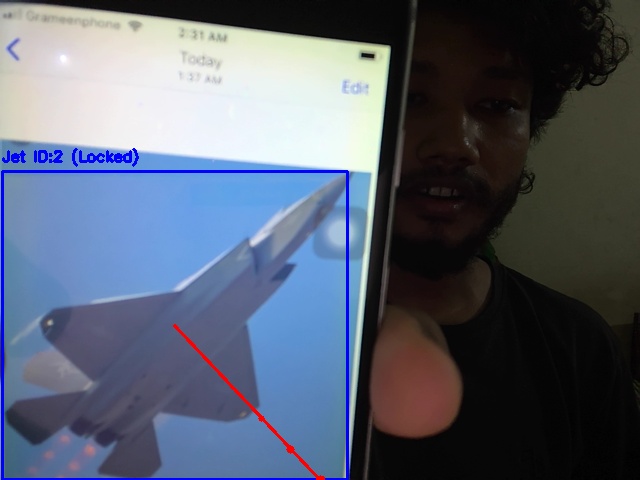 Grameenphone
2:31 AM
Today
1:37 AM
Edit
Jet ID:2 (Locked)